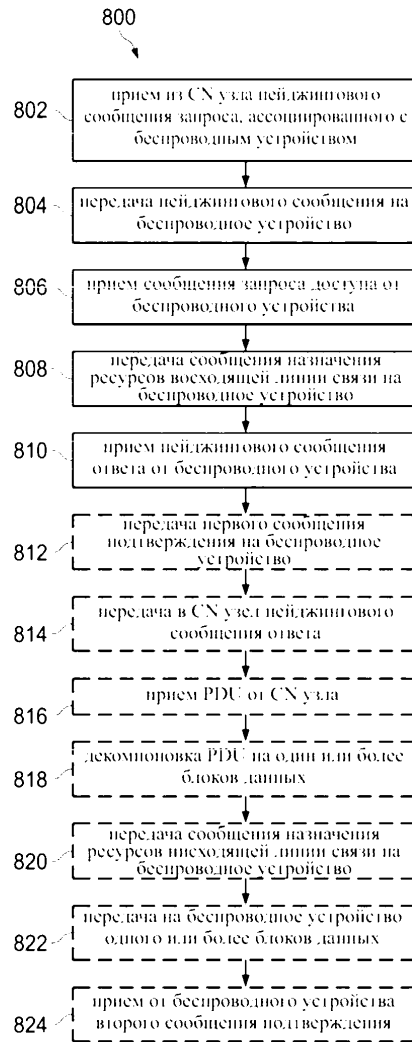 800
802
прием из CN узла пейджингового
сообщения запроса, ассоциированного с
беспроводным устройством
804
передача пейджингового сообщения на
беспроводное устройство
806
прием сообщения запроса доступа от
беспроводного устройства
808
передача сообщения назначения
ресурсов восходящей линии связи на
беспроводное устройство
810
прием пейджингового сообщения
ответа от беспроводного устройства
812
передача первого сообщения
подтверждения на беспроводное
устройство
814
передача в CN узел пейджингового
сообщения ответа
816
прием PDU от CN узла
818
декомпоновка PDU на один или более
блоков данных
820
передача сообщения назначения
ресурсов нисходящей линии связи на
беспроводное устройство
822
передача на беспроводное устройство
одного или более блоков данных
824
прием от беспроводного устройства
второго сообщения подтверждения